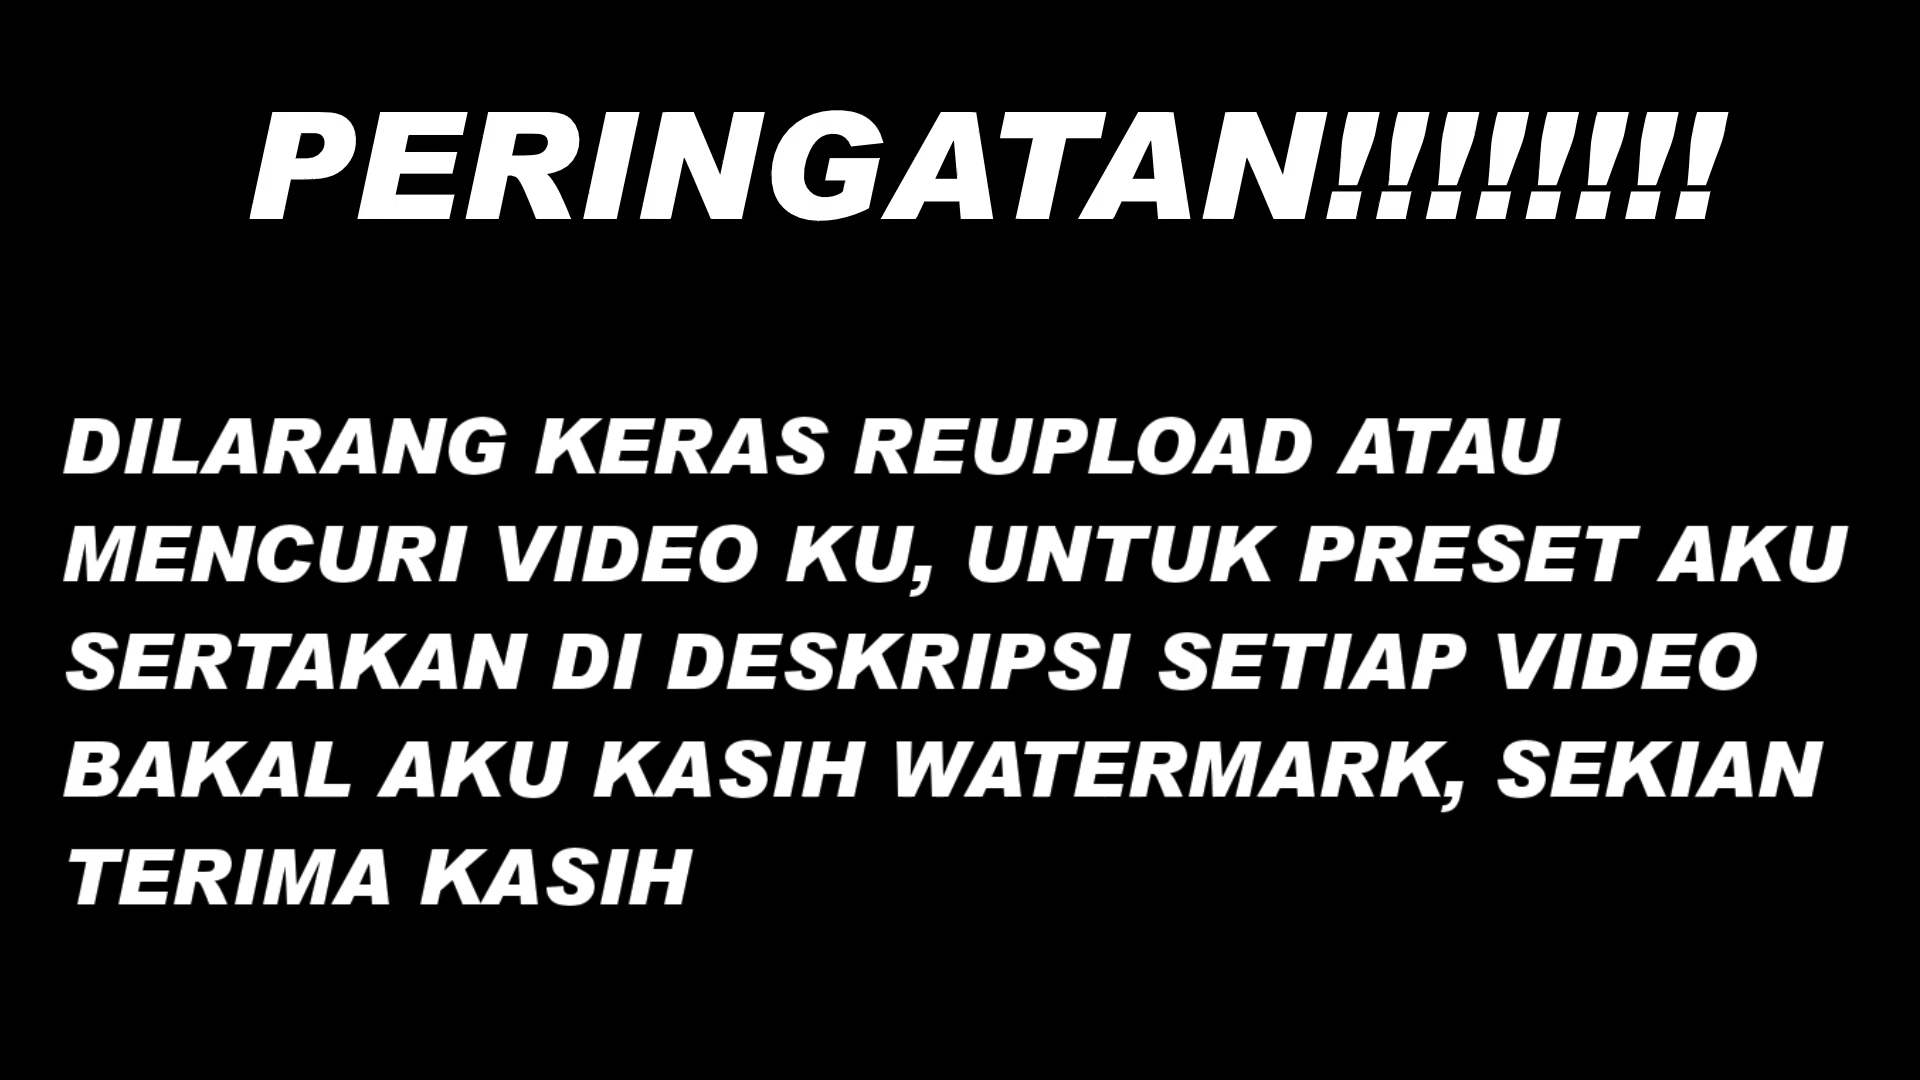 PERINGATAN!!!!!!!!
DILARANG KERAS REUPLOAD ATAU
MENCURI VIDEO KU, UNTUK PRESET AKU
SERTAKAN DI DESKRIPSI SETIAP VIDEO
BAKAL AKU KASIH WATERMARK, SEKIAN
TERIMA KASIH